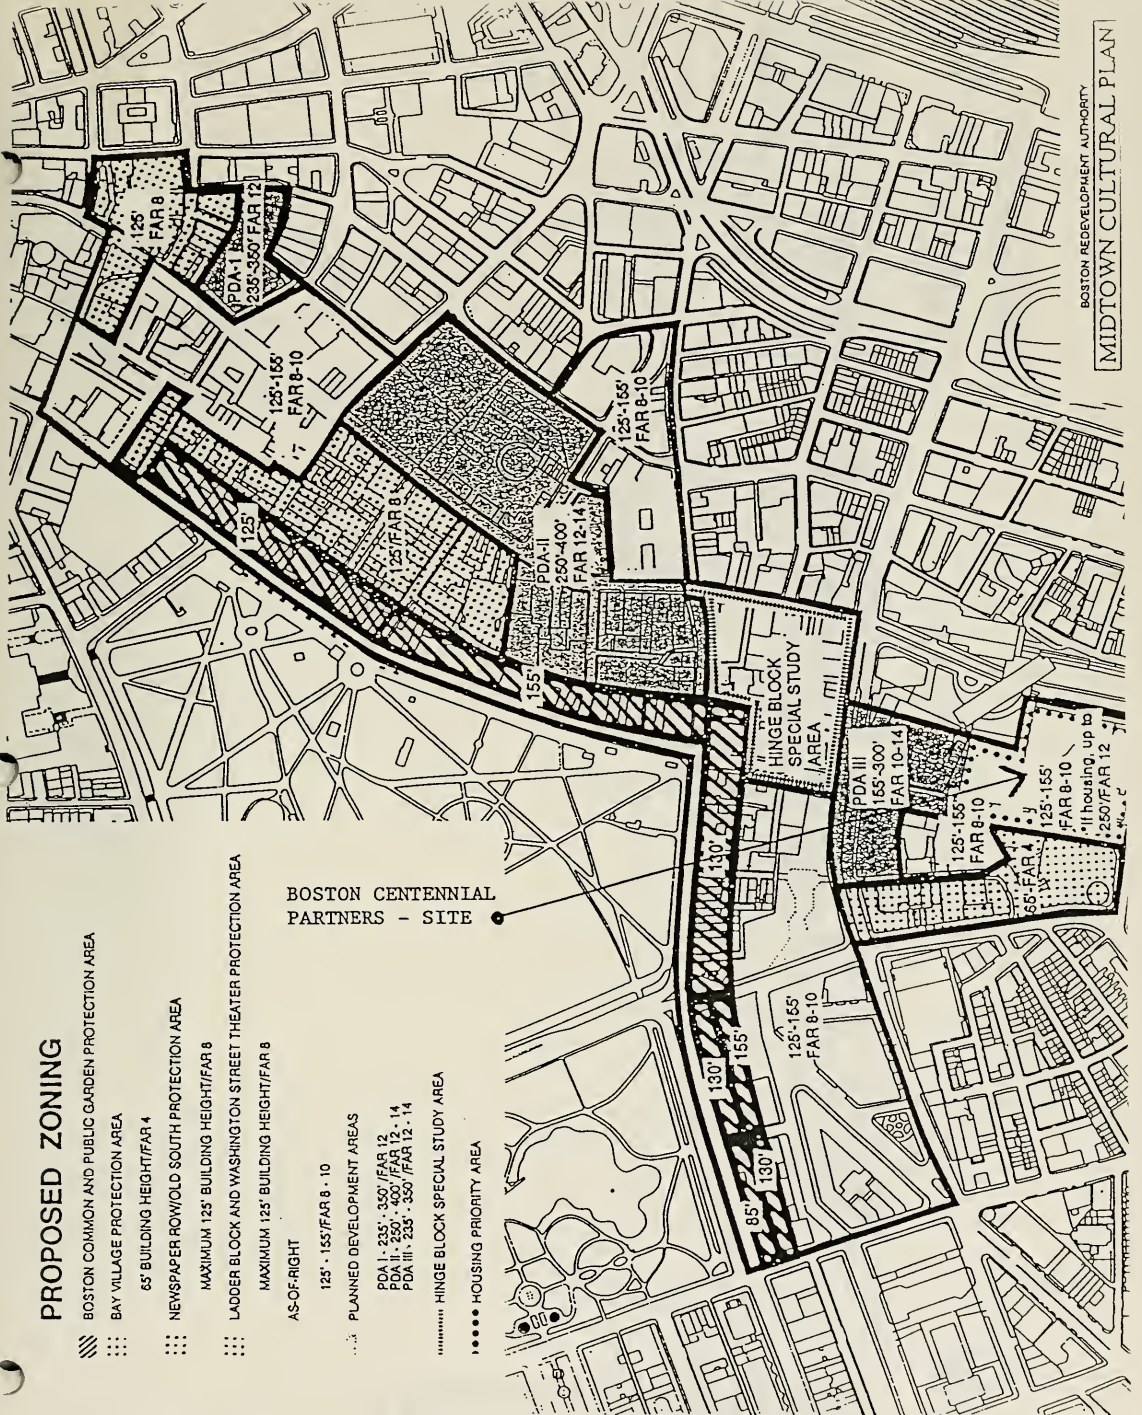 PROPOSED ZONING
BOSTON COMMON AND PUBLIC GARDEN PROTECTION AREA
BAY VILLAGE PROTECTION AREA
65' BUILDING HEIGHT/FAR 4
NEWSPAPER ROW/OLD SOUTH PROTECTION AREA
MAXIMUM 125' BUILDING HEIGHT/FAR 8
LADDER BLOCK AND WASHINGTON STREET THEATER PROTECTION AREA
MAXIMUM 125' BUILDING HEIGHT/FAR 8
AS-OF-RIGHT
125' - 155'/FAR 8 - 10
PLANNED DEVELOPMENT AREAS
PDA I - 235' - 350' /FAR 12
PDA II - 250' - 400' /FAR 12 - 14
PDA III - 235' - 350' /FAR 12 - 14
HINGE BLOCK SPECIAL STUDY AREA
HOUSING PRIORITY AREA
BOSTON CENTENNIAL
PARTNERS - SITE
125'
FAR 8
PDA-I
235'-350' FAR 12
125'-155'
FAR 8-10
125'
125'/FAR 8
125'-155'
FAR 8-10
PDA-II
250'-400'
FAR 12-14
155'
HINGE BLOCK
SPECIAL STUDY
AREA
PDA III
155'-300'
FAR 10-14
130'
125'-155'
FAR 8-10
125'-155'
FAR 8-10
*If housing, up to
250'/FAR 12
65' FAR 4
125'-155'
FAR 8-10
130'
155'
85'
130'
BOSTON REDEVELOPMENT AUTHORITY
MIDTOWN CULTURAL PLAN